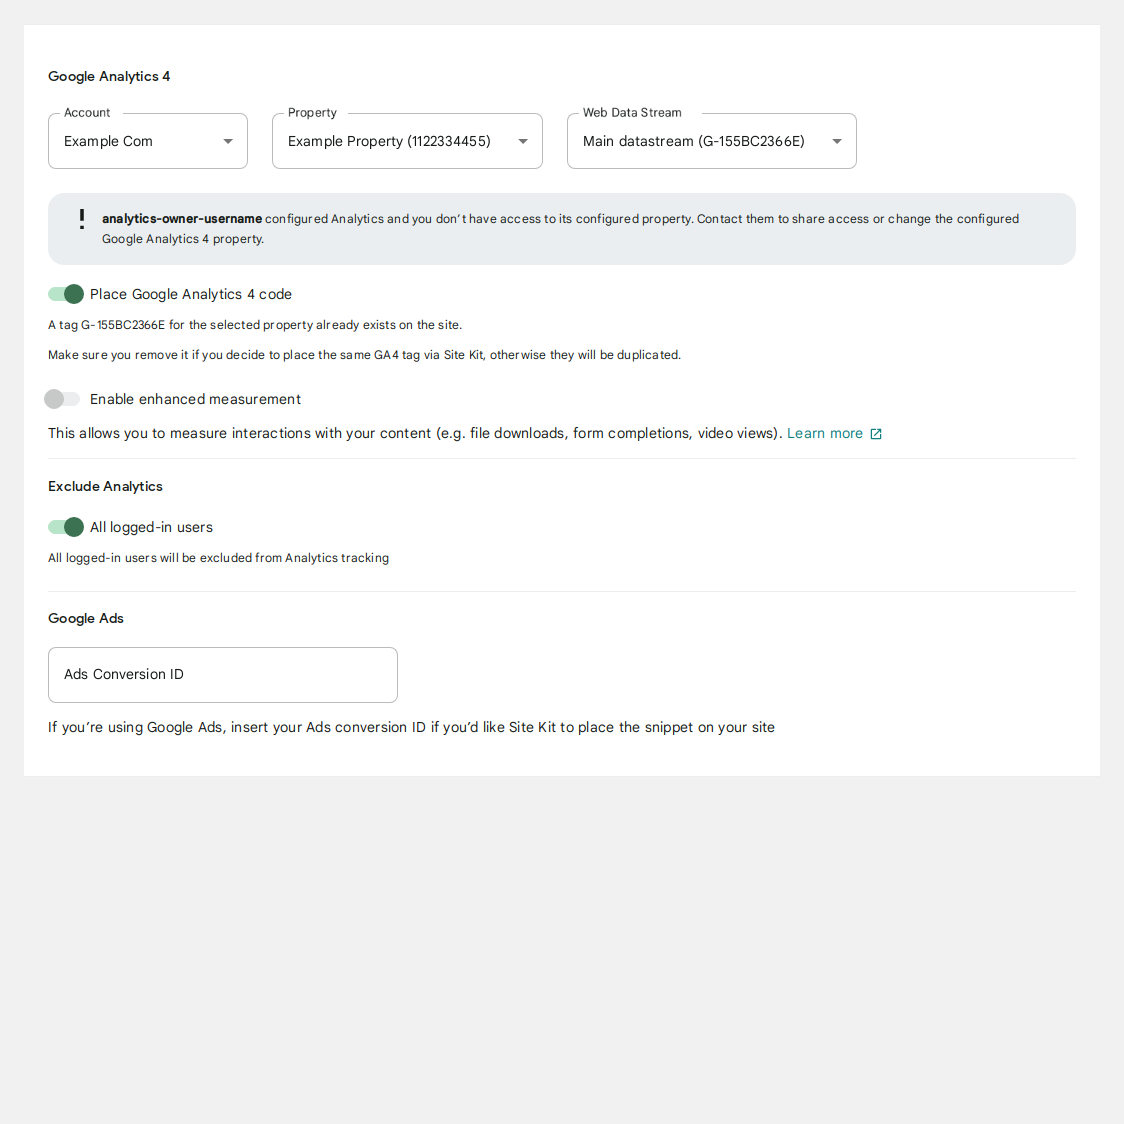 Google Analytics 4
Account
Property
Web Data Stream
Example Com
Example Property (1122334455)
Main datastream (G-155BC2366E)
analytics-owner-username configured Analytics and you don’t have access to its configured property. Contact them to share access or change the configured
Google Analytics 4 property.
Place Google Analytics 4 code
A tag G-155BC2366E for the selected property already exists on the site.
Make sure you remove it if you decide to place the same GA4 tag via Site Kit, otherwise they will be duplicated.
Enable enhanced measurement
This allows you to measure interactions with your content (e.g. file downloads, form completions, video views). Learn more
Exclude Analytics
All logged-in users
All logged-in users will be excluded from Analytics tracking
Google Ads
Ads Conversion ID
If you’re using Google Ads, insert your Ads conversion ID if you’d like Site Kit to place the snippet on your site